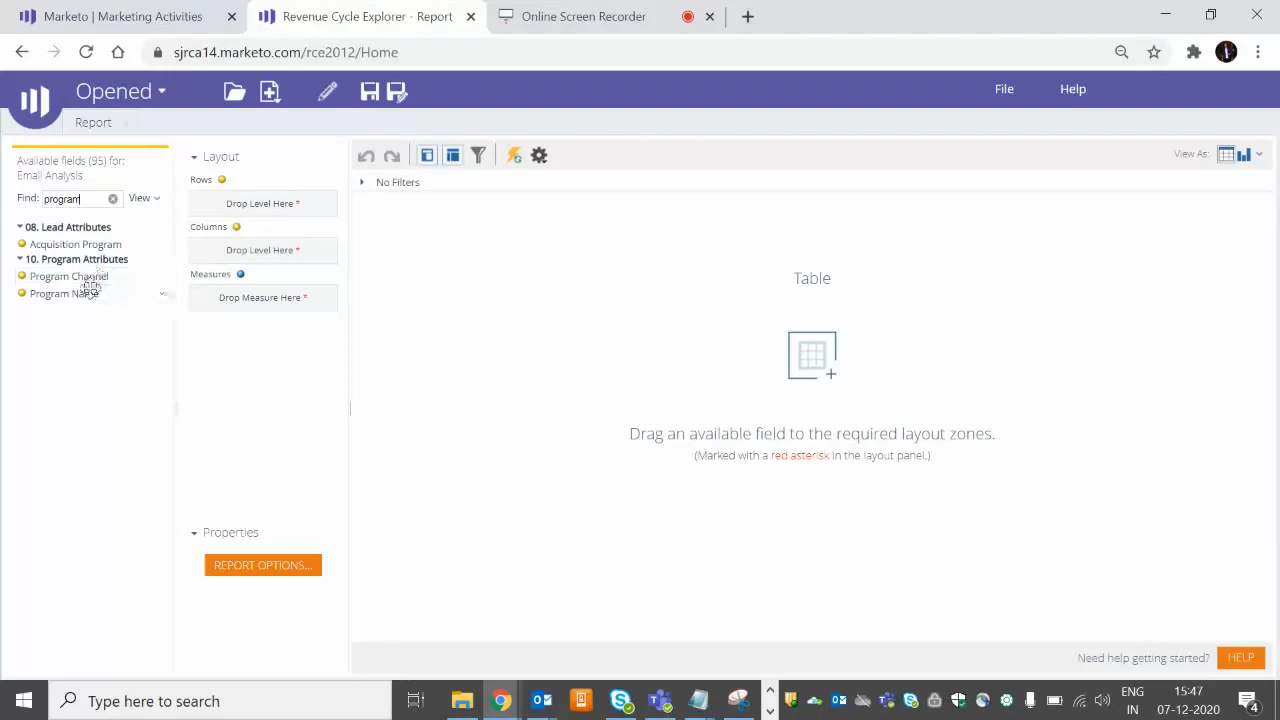 Marketo | Marketing Activities
Revenue Cycle Explorer - Report
Online Screen Recorder
sjrca14.marketo.com/rce2012/Home
Opened
File
Help
Report
Available fields (95) for:
Email Analysis
Find: program
View
08. Lead Attributes
Acquisition Program
10. Program Attributes
Program Channel
Program Name
Layout
Rows
Drop Level Here *
Columns
Drop Level Here *
Measures
Drop Measure Here *
Properties
REPORT OPTIONS...
View As:
No Filters
Table
Drag an available field to the required layout zones.
(Marked with a red asterisk in the layout panel.)
Need help getting started?
HELP
Type here to search
ENG
IN
15:47
07-12-2020
4